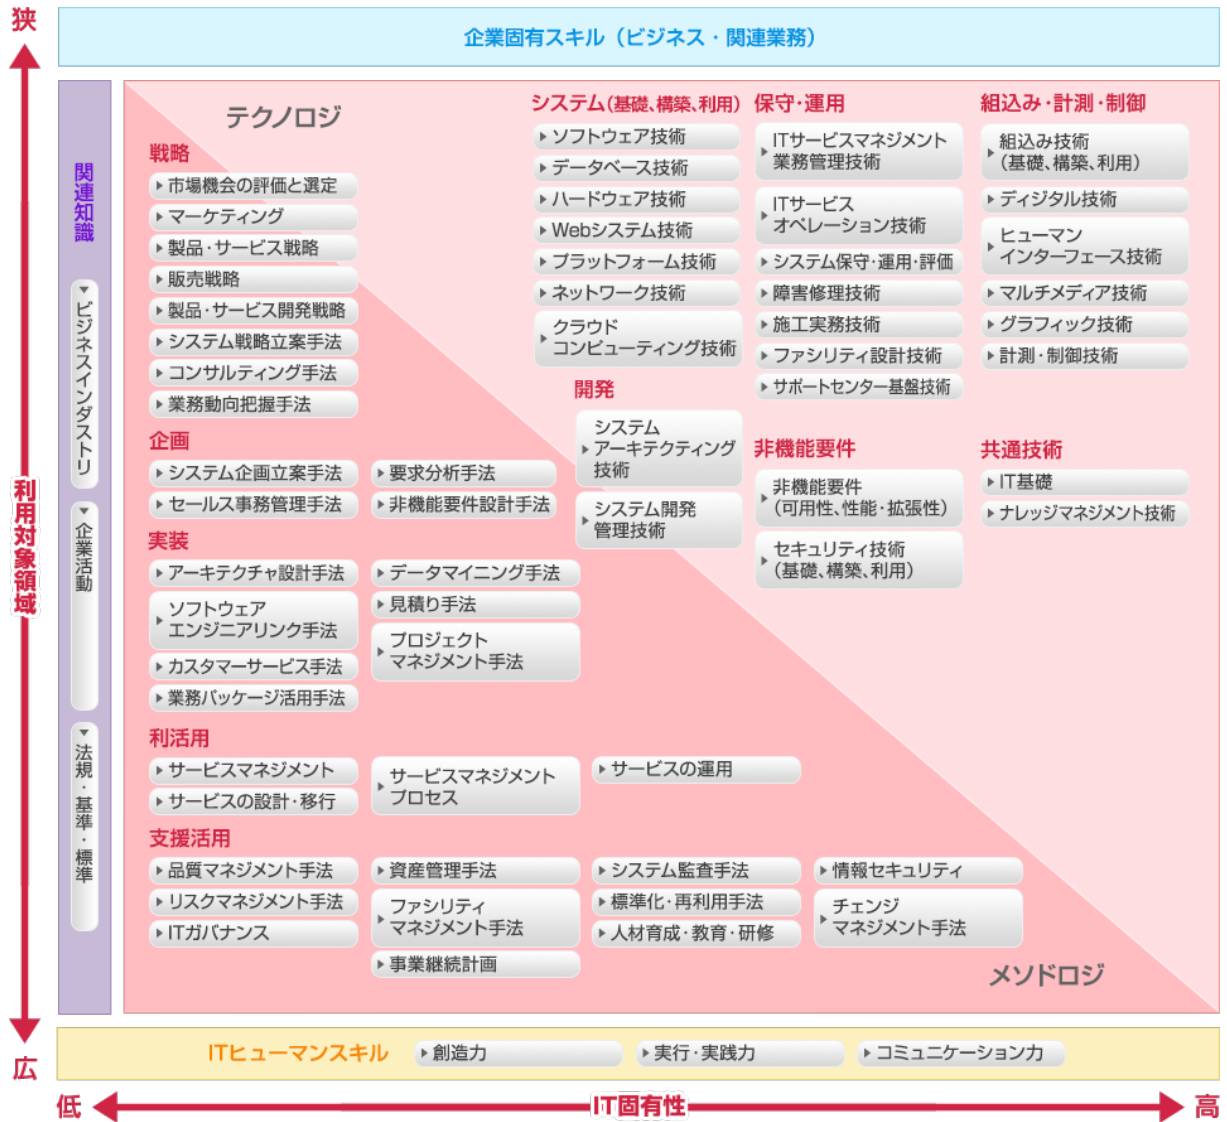 狭
企業固有スキル（ビジネス・関連業務）
利用対象領域
広
関連知識
▼ビジネスインダストリ
▼企業活動
▼法規・基準・標準
テクノロジ
戦略
市場機会の評価と選定
マーケティング
製品・サービス戦略
販売戦略
製品・サービス開発戦略
システム戦略立案手法
コンサルティング手法
業務動向把握手法
企画
システム企画立案手法
セールス事務管理手法
要求分析手法
非機能要件設計手法
実装
アーキテクチャ設計手法
ソフトウェア
エンジニアリンク手法
カスタマーサービス手法
業務パッケージ活用手法
データマイニング手法
見積り手法
プロジェクト
マネジメント手法
利活用
サービスマネジメント
サービスの設計・移行
サービスマネジメント
プロセス
サービスの運用
支援活用
品質マネジメント手法
リスクマネジメント手法
ITガバナンス
資産管理手法
ファシリティ
マネジメント手法
事業継続計画
システム監査手法
標準化・再利用手法
人材育成・教育・研修
情報セキュリティ
チェンジ
マネジメント手法
システム（基礎、構築、利用）
ソフトウェア技術
データベース技術
ハードウェア技術
Webシステム技術
プラットフォーム技術
ネットワーク技術
クラウド
コンピューティング技術
開発
システム
アーキテクティング
技術
システム開発
管理技術
保守・運用
ITサービスマネジメント
業務管理技術
ITサービス
オペレーション技術
システム保守・運用・評価
障害修理技術
施工実務技術
ファシリティ設計技術
サポートセンター基盤技術
非機能要件
非機能要件
（可用性、性能・拡張性）
セキュリティ技術
（基礎、構築、利用）
組込み・計測・制御
組込み技術
（基礎、構築、利用）
ディジタル技術
ヒューマン
インターフェース技術
マルチメディア技術
グラフィック技術
計測・制御技術
共通技術
IT基礎
ナレッジマネジメント技術
メソドロジ
ITヒューマンスキル
創造力
実行・実践力
コミュニケーション力
低
IT固有性
高